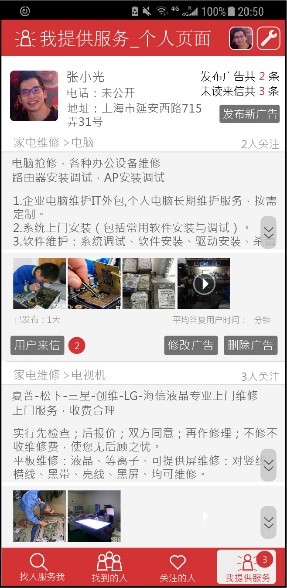 100% 20:50
我提供服务_个人页面
张小光
电话：未公开
地址：上海市延安西路715
弄31号
发布广告共 2 条
未读来信共 3 条
发布新广告
家电维修 > 电脑
2人关注
电脑抢修、各种办公设备维修
路由器安装调试，AP安装调试
1.企业电脑维护IT外包,个人电脑长期维护服务，按需
定制。
2.系统上门安装（包括常用软件安装与调试）。
3.软件维护：系统调试、软件安装、驱动安装、杀
已发布：1天
平均答复用户时间： 分钟
用户来信 2
修改广告
删除广告
家电维修 > 电视机
3人关注
夏普-松下-三星-创维-LG-海信液晶专业上门维修
上门服务，收费合理
实行先检查；后报价；双方同意；再作修理；不修不
收维修费，使您无后顾之忧。
平板维修：液晶、等离子、可提供屏维修：对竖线
横线、黑带、亮线、黑屏、均可维修。
找人服务我
找到的人
关注的人
3
我提供服务